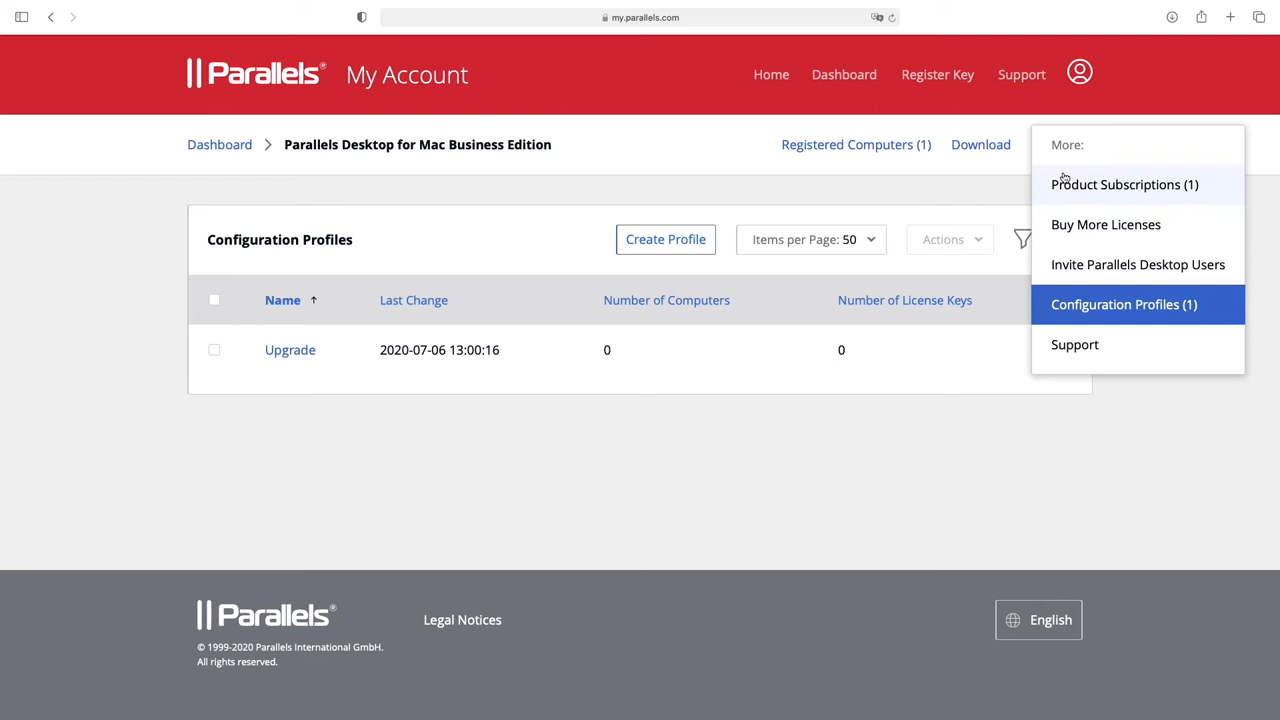 my.parallels.com
Parallels® My Account
Home Dashboard Register Key Support
Dashboard > Parallels Desktop for Mac Business Edition
Registered Computers (1) Download
More:
Product Subscriptions (1)
Buy More Licenses
Invite Parallels Desktop Users
Configuration Profiles (1)
Support
Configuration Profiles
Create Profile
Items per Page: 50
Actions
Name ↑ Last Change Number of Computers Number of License Keys
Upgrade 2020-07-06 13:00:16 0 0
Parallels®
© 1999-2020 Parallels International GmbH.
All rights reserved.
Legal Notices
English